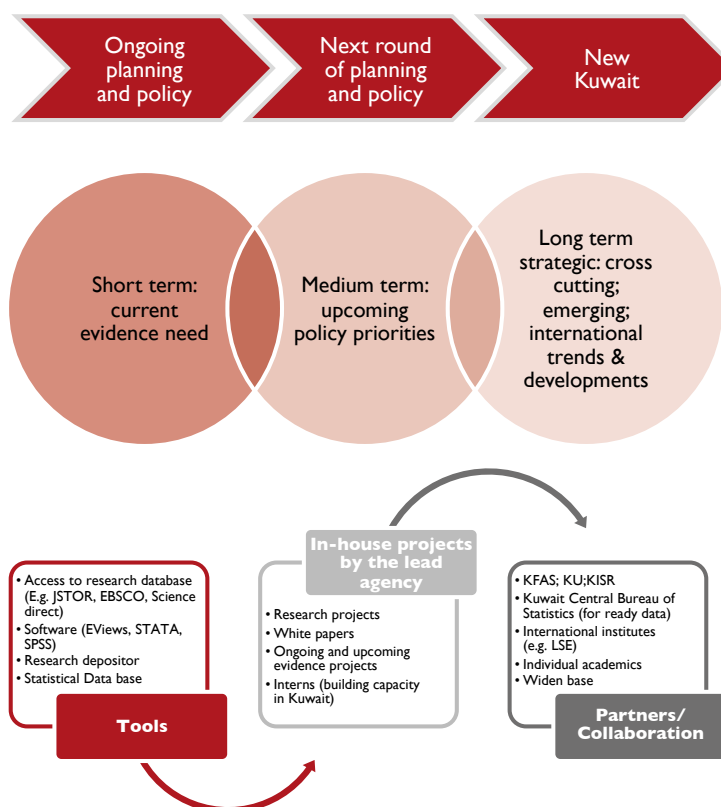 Ongoing
planning
and policy
Next round
of planning
and policy
New
Kuwait
Short term:
current
evidence need
Medium term:
upcoming
policy priorities
Long term
strategic: cross
cutting;
emerging;
international
trends &
developments
• Access to research database
(E.g. JSTOR, EBSCO, Science
direct)
• Software (EViews, STATA,
SPSS)
• Research depositor
• Statistical Data base
Tools
In-house projects
by the lead
agency
• Research projects
• White papers
• Ongoing and upcoming
evidence projects
• Interns (building capacity
in Kuwait)
• KFAS; KU;KISR
• Kuwait Central Bureau of
Statistics (for ready data)
• International institutes
(e.g. LSE)
• Individual academics
• Widen base
Partners/
Collaboration